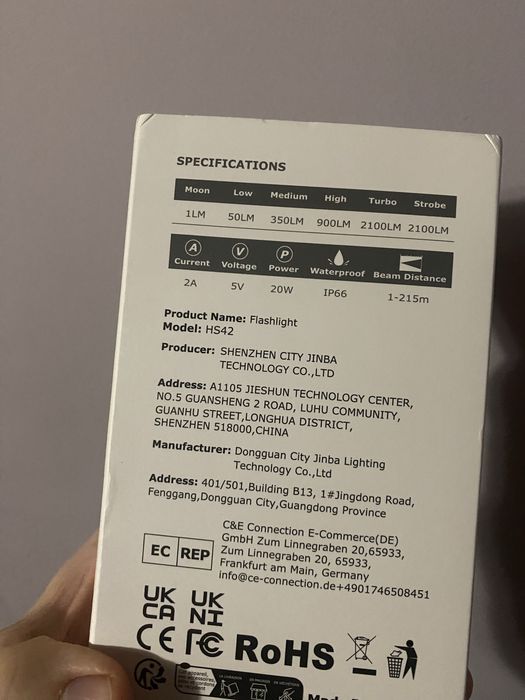 SPECIFICATIONS
Moon Low Medium High Turbo Strobe
1LM 50LM 350LM 900LM 2100LM 2100LM
A V P
Current Voltage Power Waterproof Beam Distance
2A 5V 20W IP66 1-215m
Product Name: Flashlight
Model: HS42
Producer: SHENZHEN CITY JINBA
TECHNOLOGY CO.,LTD
Address: A1105 JIESHUN TECHNOLOGY CENTER,
NO.5 GUANSHENG 2 ROAD, LUHU COMMUNITY,
GUANHU STREET,LONGHUA DISTRICT,
SHENZHEN 518000,CHINA
Manufacturer: Dongguan City Jinba Lighting
Technology Co.,Ltd
Address: 401/501,Building B13, 1#Jingdong Road,
Fenggang,Dongguan City,Guangdong Province
EC REP
C&E Connection E-Commerce(DE)
GmbH Zum Linnegraben 20,65933,
Zum Linnegraben 20, 65933,
Frankfurt am Main, Germany
info@ce-connection.de+4901746508451
UK CA UK NI
CE FC RoHS